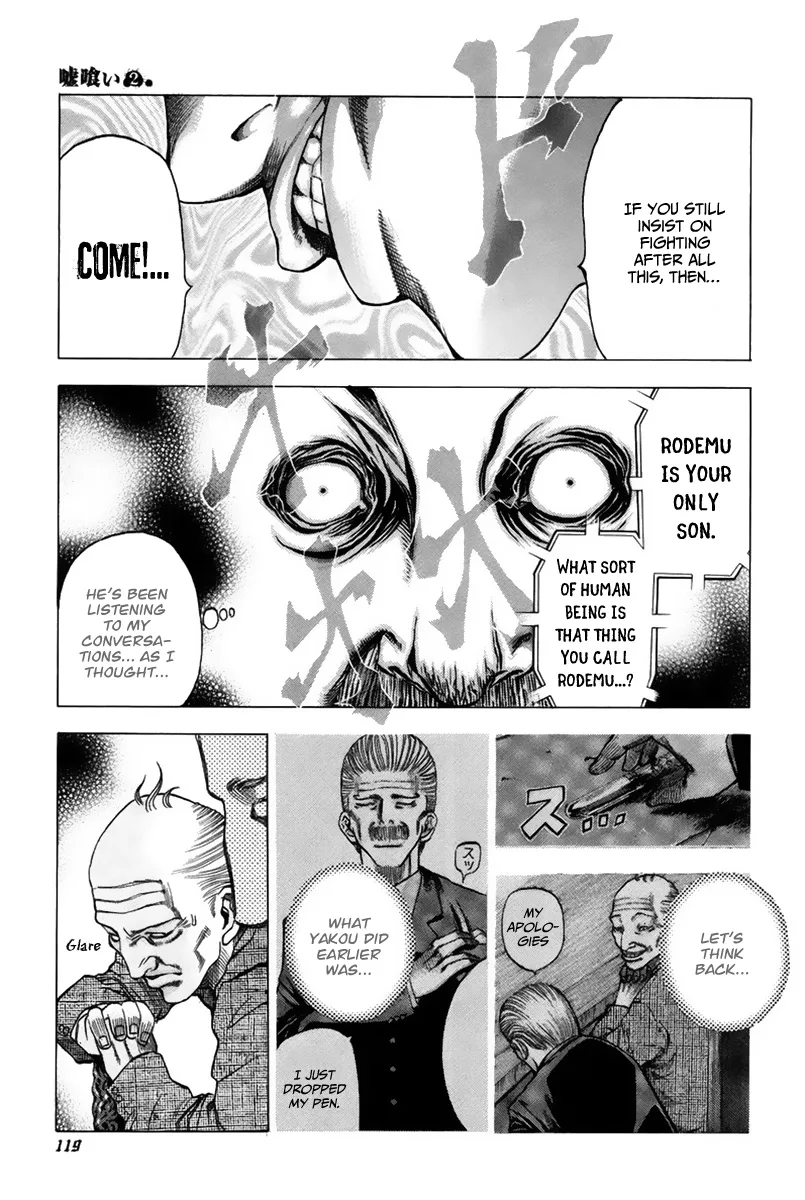 嘘喰い②.
IF YOU STILL
INSIST ON
FIGHTING
AFTER ALL
THIS, THEN...
COME!...
ド
RODEMU
IS YOUR
ONLY
SON.
WHAT SORT
OF HUMAN
BEING IS
THAT THING
YOU CALL
RODEMU...?
HE'S BEEN
LISTENING
TO MY
CONVERSA-
TIONS... AS I
THOUGHT...
ス...
LET'S
THINK
BACK...
MY
APOLO-
GIES
スッ
WHAT
YAKOU DID
EARLIER
WAS...
I JUST
DROPPED
MY PEN.
Glare
119